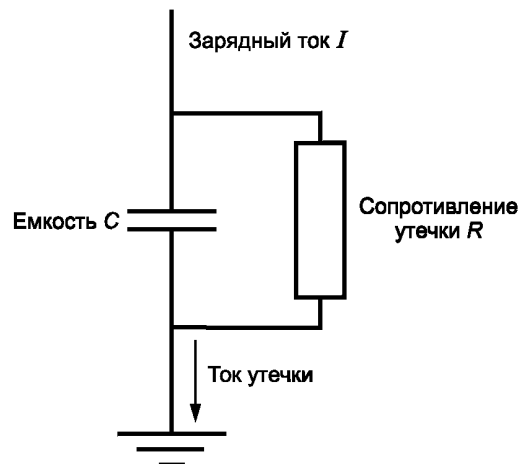 Зарядный ток I
Емкость C
Сопротивление
утечки R
Ток утечки